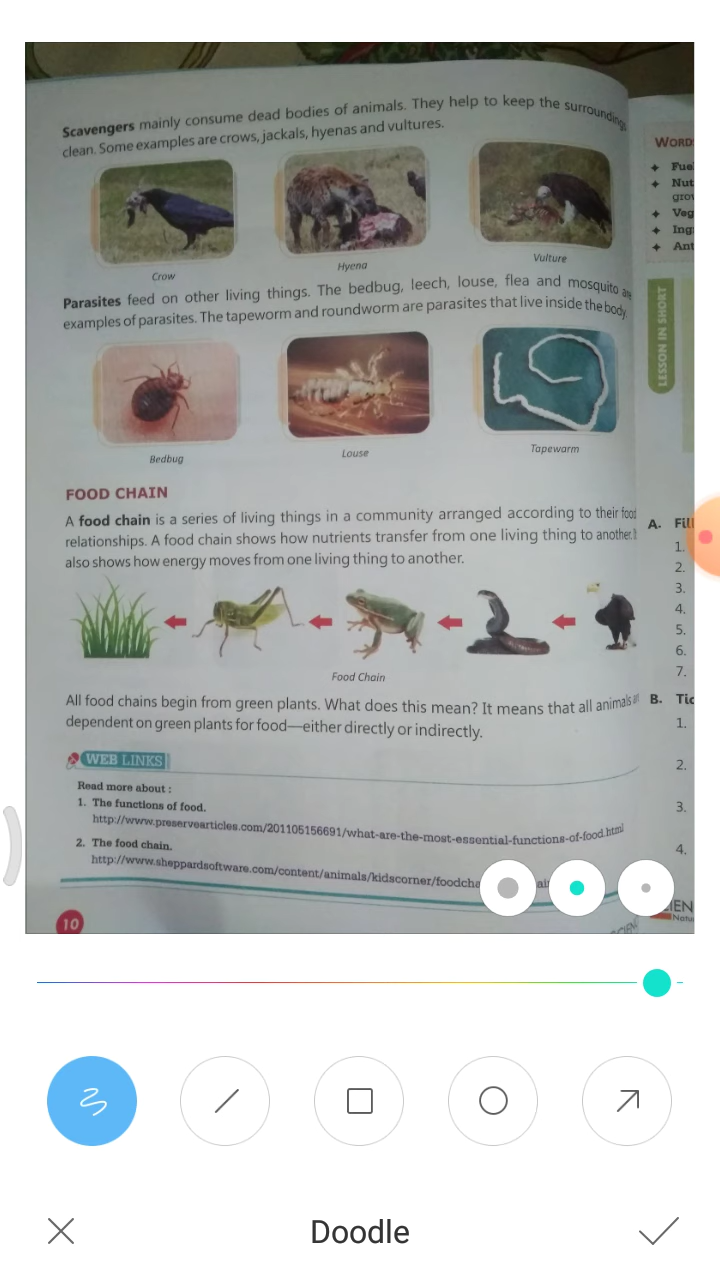 Scavengers mainly consume dead bodies of animals. They help to keep the surroundings
clean. Some examples are crows, jackals, hyenas and vultures.
Crow
Hyena
Vulture
Parasites feed on other living things. The bedbug, leech, louse, flea and mosquito are
examples of parasites. The tapeworm and roundworm are parasites that live inside the body.
Bedbug
Louse
Tapewarm
FOOD CHAIN
A food chain is a series of living things in a community arranged according to their food
relationships. A food chain shows how nutrients transfer from one living thing to another. It
also shows how energy moves from one living thing to another.
Food Chain
All food chains begin from green plants. What does this mean? It means that all animals are
dependent on green plants for food—either directly or indirectly.
WEB LINKS
Read more about :
1. The functions of food.
http://www.preservearticles.com/201105156691/what-are-the-most-essential-functions-of-food.html
2. The food chain.
http://www.sheppardsoftware.com/content/animals/kidscorner/foodcha
10
WORD
Fue
Nut
grov
Veg
Ing
Ant
LESSON IN SHORT
A. Fill
1.
2.
3.
4.
5.
6.
7.
B. Tic
1.
2.
3.
4.
Doodle